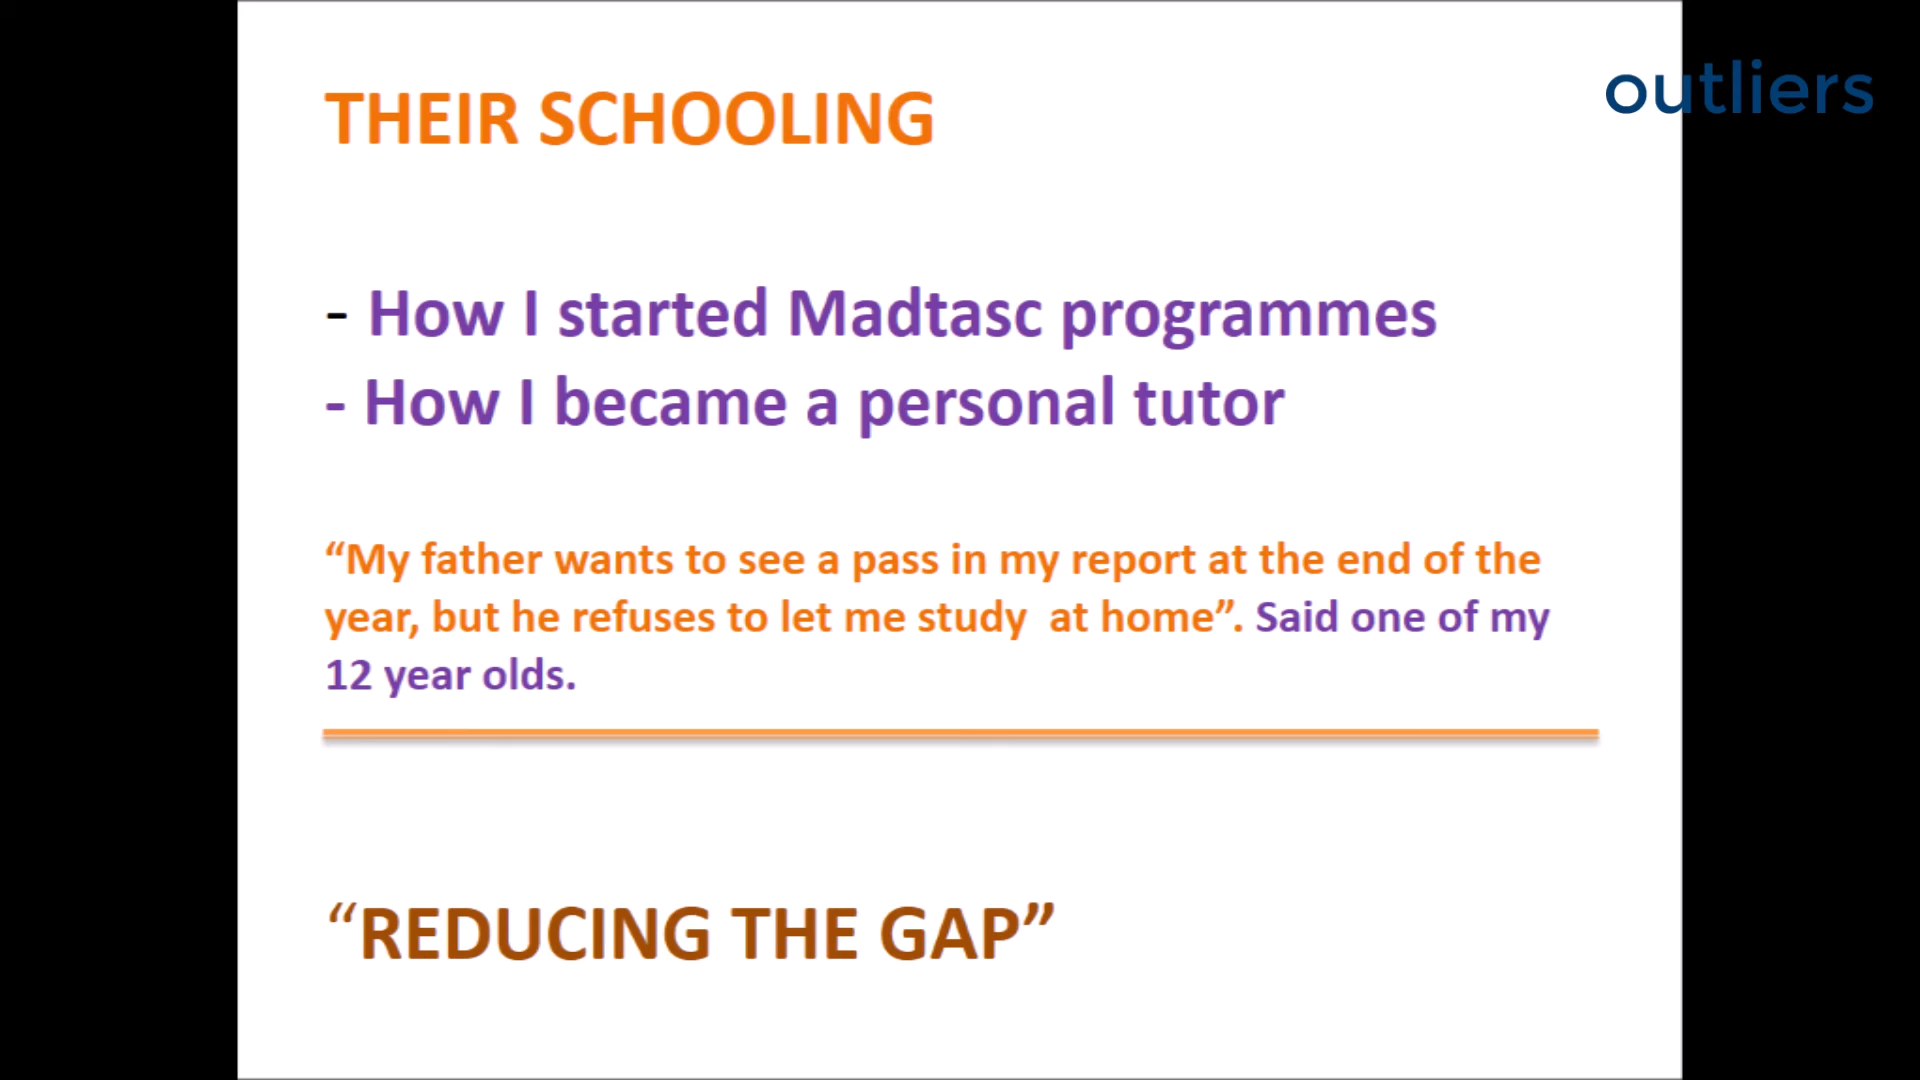 THEIR SCHOOLING
outliers
- How I started Madtasc programmes
- How I became a personal tutor
“My father wants to see a pass in my report at the end of the
year, but he refuses to let me study  at home”. Said one of my
12 year olds.
“REDUCING THE GAP”